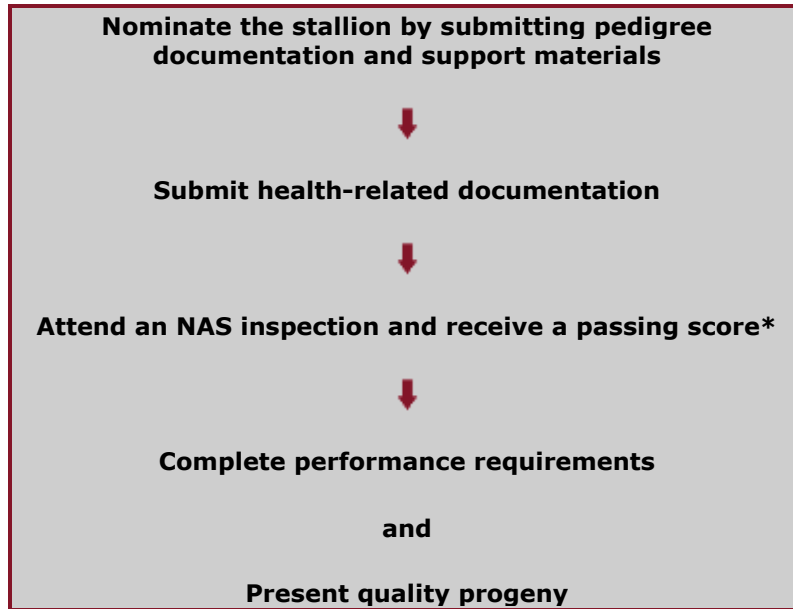 Nominate the stallion by submitting pedigree
documentation and support materials
Submit health-related documentation
Attend an NAS inspection and receive a passing score*
Complete performance requirements
and
Present quality progeny